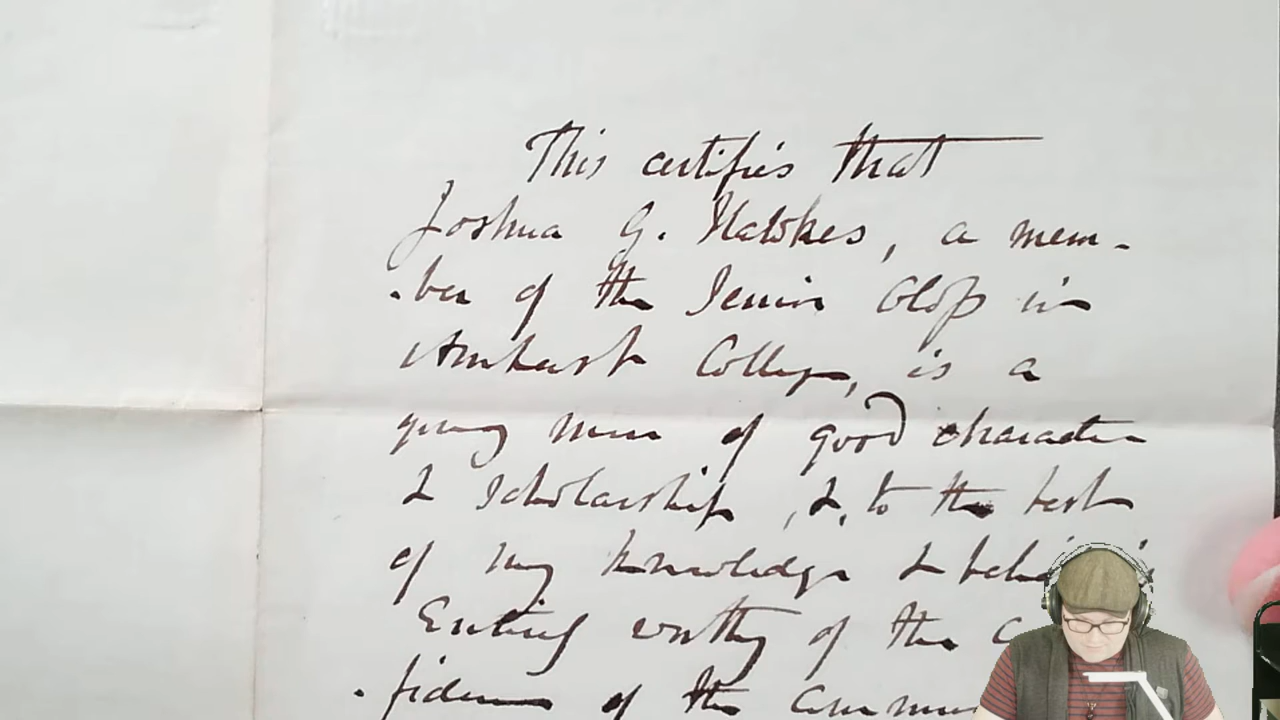 This certifies that
Joshua G. Hawkes, a mem-
-ber of the Senior Class in
Amherst College, is a
young man of good character
& scholarship, &, to the best
of my knowledge & belief
Entirely worthy of the
-fidence of the